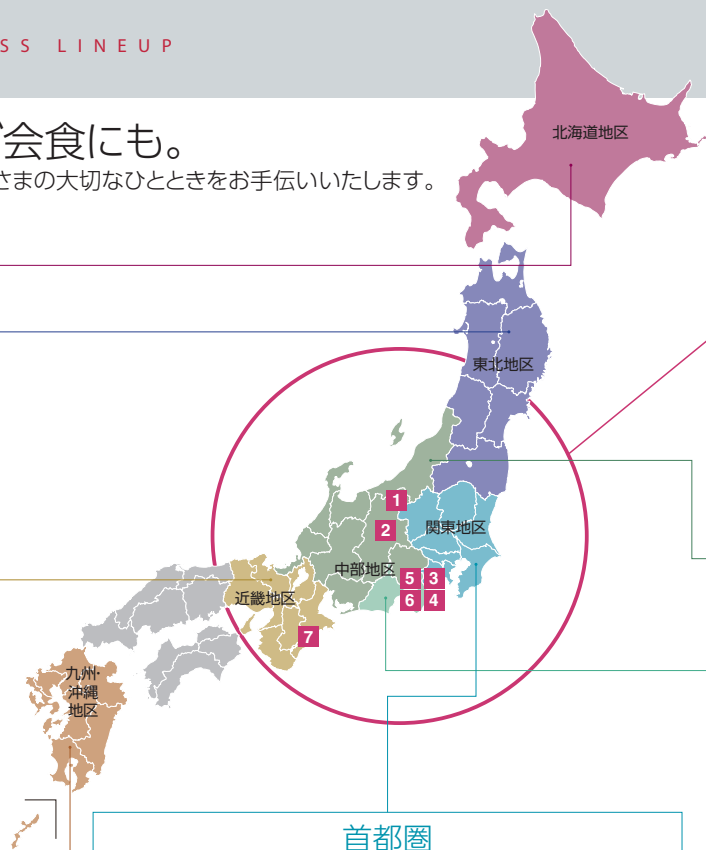 SS LINEUP
会食にも。
さまの大切なひとときをお手伝いいたします。
北海道地区
東北地区
1
関東地区
2
中部地区
5 3
近畿地区
6 4
7
九州・
沖縄
地区
首都圏